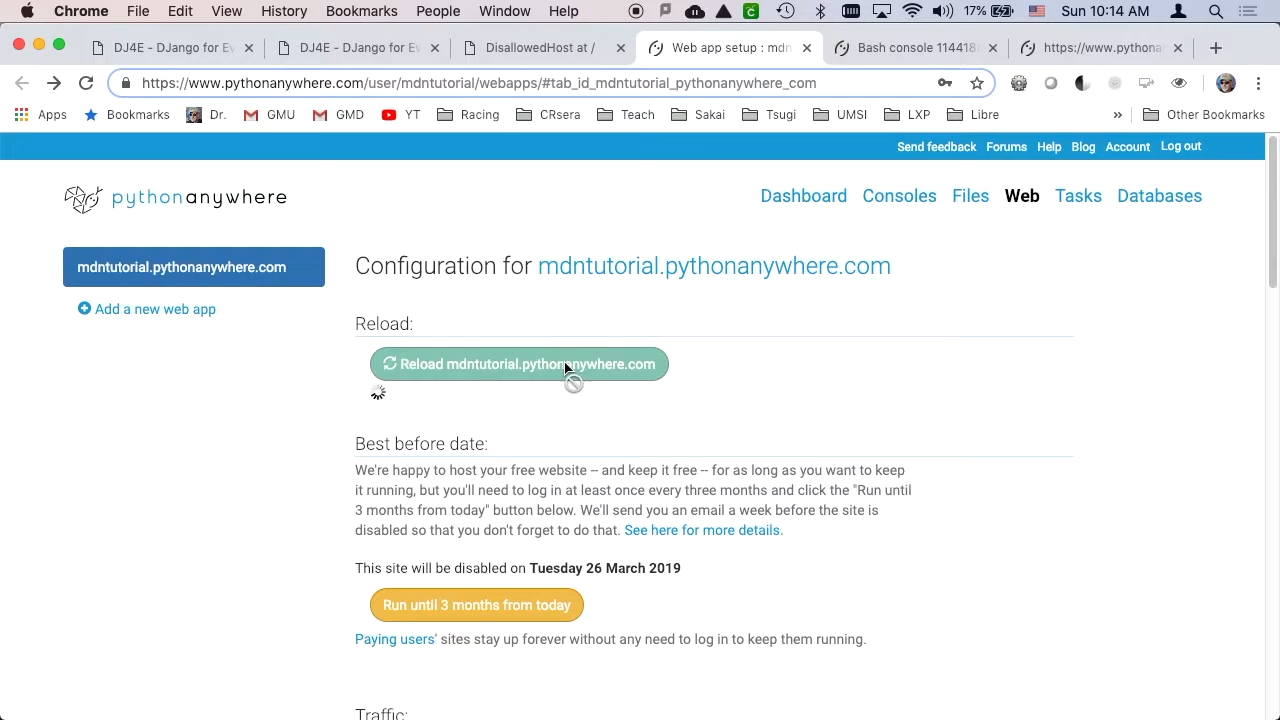 Chrome File Edit View History Bookmarks People Window Help 17% Sun 10:14 AM
DJ4E - DJango for Ev DJ4E - DJango for Ev DisallowedHost at / Web app setup : mdn Bash console 114418 https://www.pythona
https://www.pythonanywhere.com/user/mdntutorial/webapps/#tab_id_mdntutorial_pythonanywhere_com
Apps Bookmarks Dr. GMU GMD YT Racing CRsera Teach Sakai Tsugi UMSI LXP Libre » Other Bookmarks
Send feedback Forums Help Blog Account Log out
pythonanywhere
Dashboard Consoles Files Web Tasks Databases
mdntutorial.pythonanywhere.com
Add a new web app
Configuration for mdntutorial.pythonanywhere.com
Reload:
Reload mdntutorial.pythonanywhere.com
Best before date:
We're happy to host your free website -- and keep it free -- for as long as you want to keep
it running, but you'll need to log in at least once every three months and click the "Run until
3 months from today" button below. We'll send you an email a week before the site is
disabled so that you don't forget to do that. See here for more details.
This site will be disabled on Tuesday 26 March 2019
Run until 3 months from today
Paying users' sites stay up forever without any need to log in to keep them running.
Traffic: